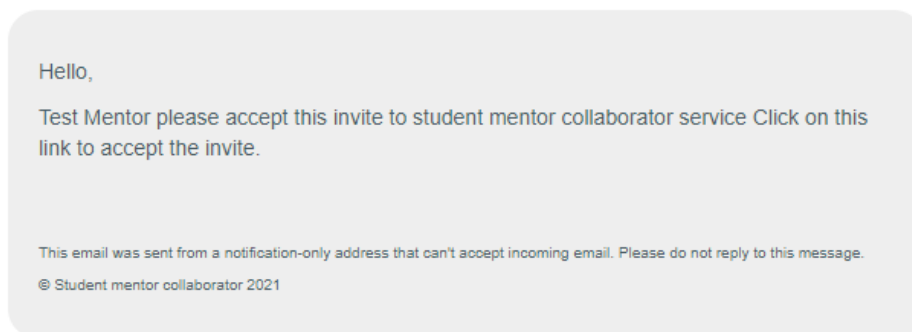 Hello,
Test Mentor please accept this invite to student mentor collaborator service Click on this
link to accept the invite.
This email was sent from a notification-only address that can't accept incoming email. Please do not reply to this message.
© Student mentor collaborator 2021